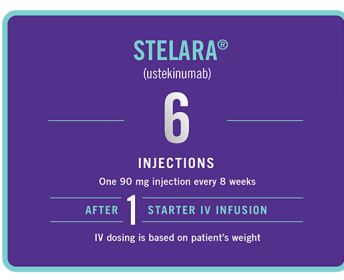 STELARA®
(ustekinumab)
6
INJECTIONS
One 90 mg injection every 8 weeks
AFTER 1 STARTER IV INFUSION
IV dosing is based on patient's weight